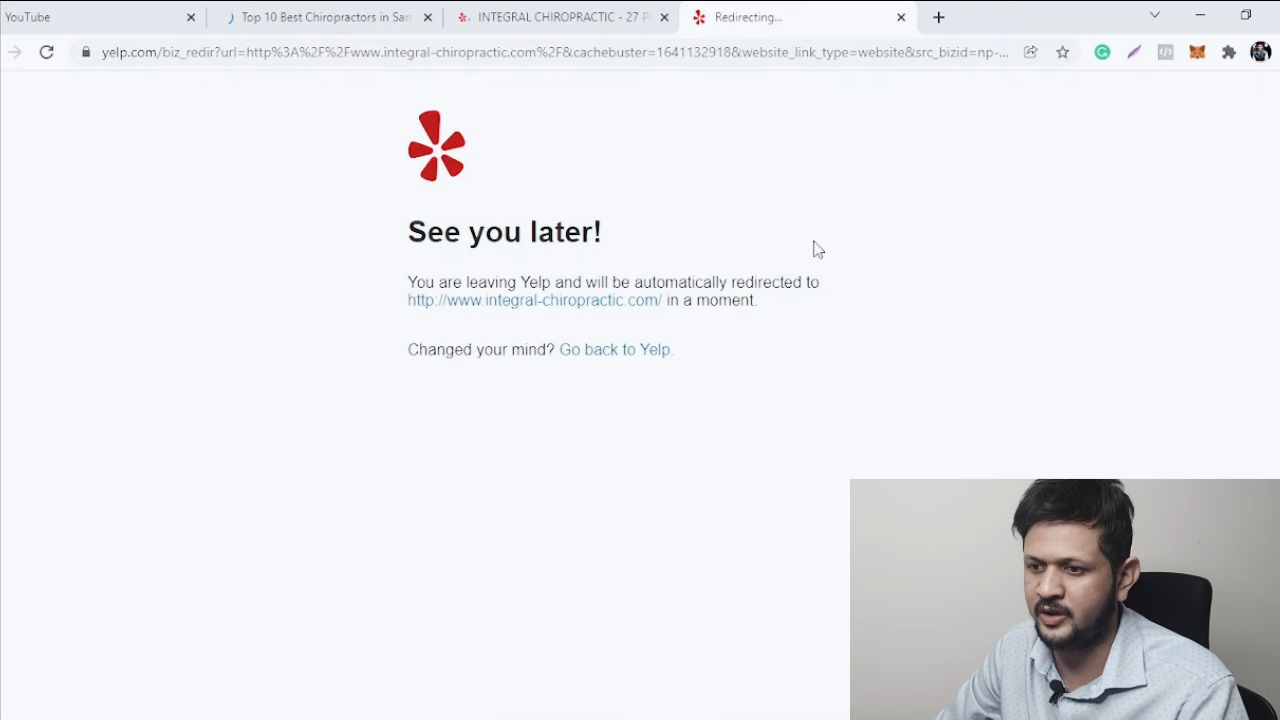 YouTube
Top 10 Best Chiropractors in San
INTEGRAL CHIROPRACTIC - 27 P
Redirecting...
yelp.com/biz_redir?url=http%3A%2F%2Fwww.integral-chiropractic.com%2F&cachebuster=1641132918&website_link_type=website&src_bizid=np-...
See you later!
You are leaving Yelp and will be automatically redirected to
http://www.integral-chiropractic.com/ in a moment.
Changed your mind? Go back to Yelp.